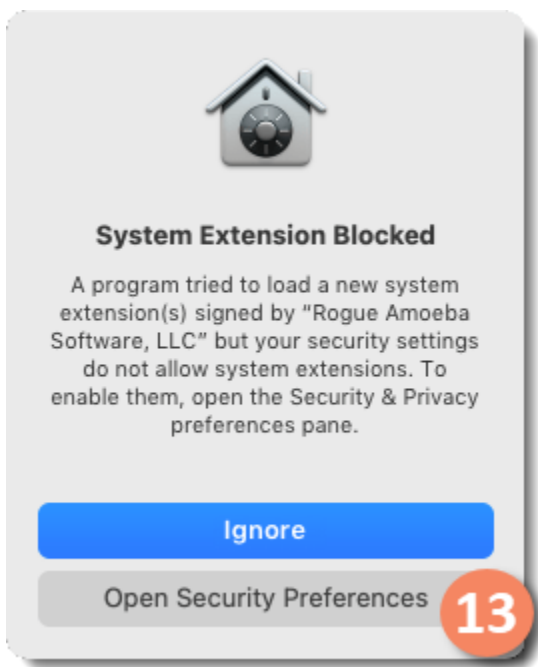 System Extension Blocked
A program tried to load a new system
extension(s) signed by “Rogue Amoeba
Software, LLC” but your security settings
do not allow system extensions. To
enable them, open the Security & Privacy
preferences pane.
Ignore
Open Security Preferences
13